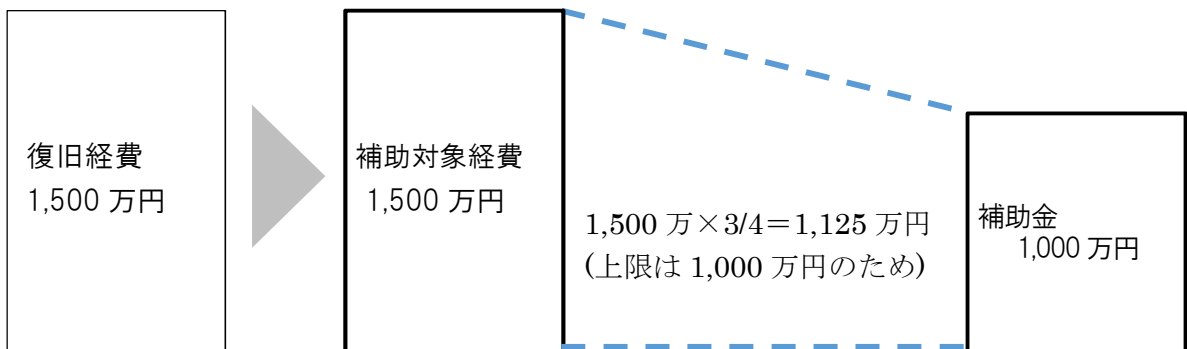 復旧経費
1,500 万円
補助対象経費
1,500 万円
1,500 万×3/4=1,125 万円
(上限は 1,000 万円のため)
補助金
1,000 万円